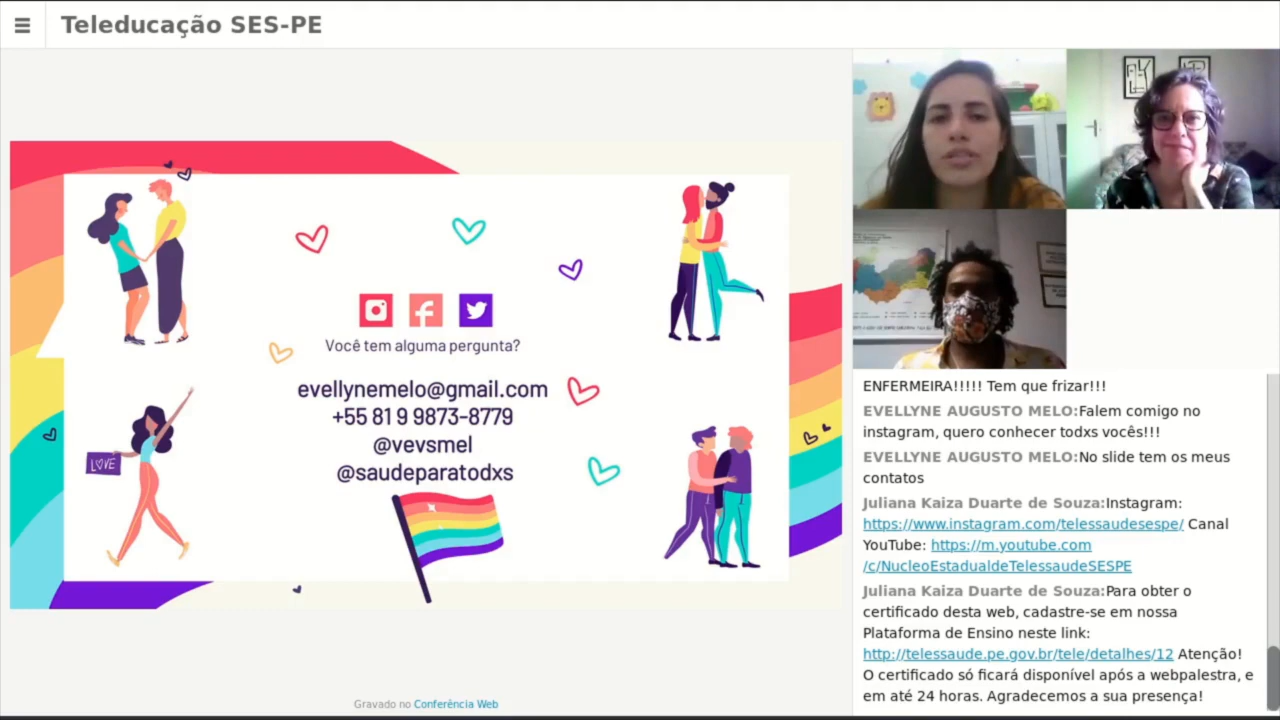 Teleducação SES-PE
Você tem alguma pergunta?
evellynemelo@gmail.com
+55 81 9 9873-8779
@vevsmel
@saudeparatodxs
LOVE
Gravado no Conferência Web
ENFERMEIRA!!!!! Tem que frizar!!!
EVELLYNE AUGUSTO MELO:Falem comigo no
instagram, quero conhecer todxs vocês!!!
EVELLYNE AUGUSTO MELO:No slide tem os meus
contatos
Juliana Kaiza Duarte de Souza:Instagram:
https://www.instagram.com/telessaudesespe/ Canal
YouTube: https://m.youtube.com
/c/NucleoEstadualdeTelessaudeSESPE
Juliana Kaiza Duarte de Souza:Para obter o
certificado desta web, cadastre-se em nossa
Plataforma de Ensino neste link:
http://telessaude.pe.gov.br/tele/detalhes/12 Atenção!
O certificado só ficará disponível após a webpalestra, e
em até 24 horas. Agradecemos a sua presença!